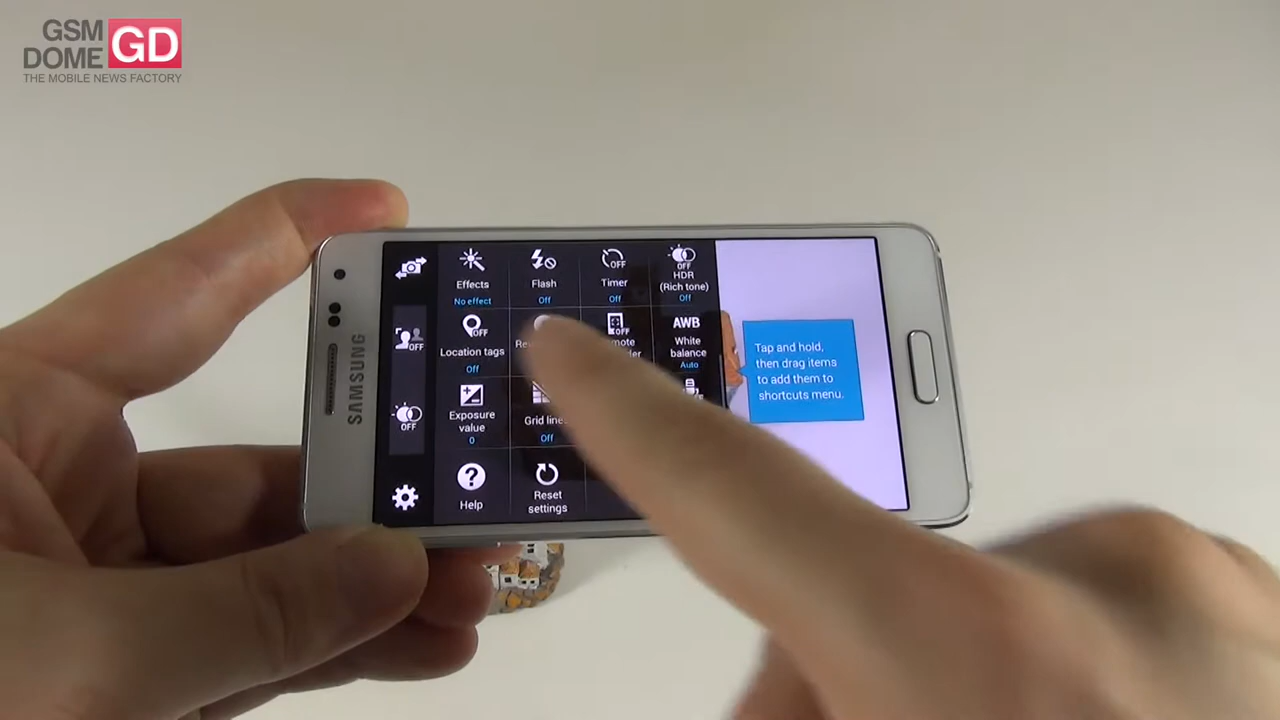 GSM
DOME GD
THE MOBILE NEWS FACTORY
SAMSUNG
Effects
No effect
Flash
Off
Timer
Off
OFF
OFF
HDR
(Rich tone)
Off
OFF
Location tags
Off
OFF
AWB
White
balance
Auto
OFF
OFF
Exposure
value
0
Grid lines
Off
Help
Reset
settings
Tap and hold,
then drag items
to add them to
shortcuts menu.